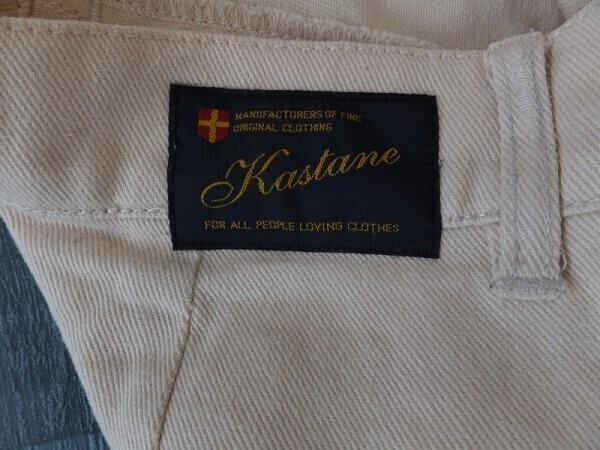 MANUFACTURERS OF FINE
ORIGINAL CLOTHING
Kastane
FOR ALL PEOPLE LOVING CLOTHES